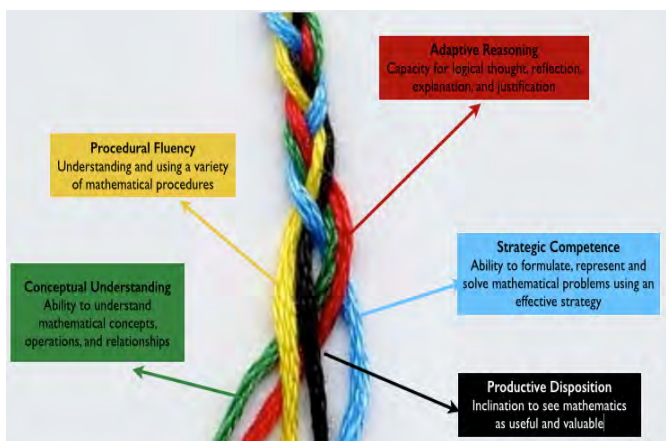 Adaptive Reasoning
Capacity for logical thought, reflection,
explanation, and justification
Procedural Fluency
Understanding and using a variety
of mathematical procedures
Strategic Competence
Ability to formulate, represent and
solve mathematical problems using an
effective strategy
Conceptual Understanding
Ability to understand
mathematical concepts,
operations, and relationships
Productive Disposition
Inclination to see mathematics
as useful and valuable